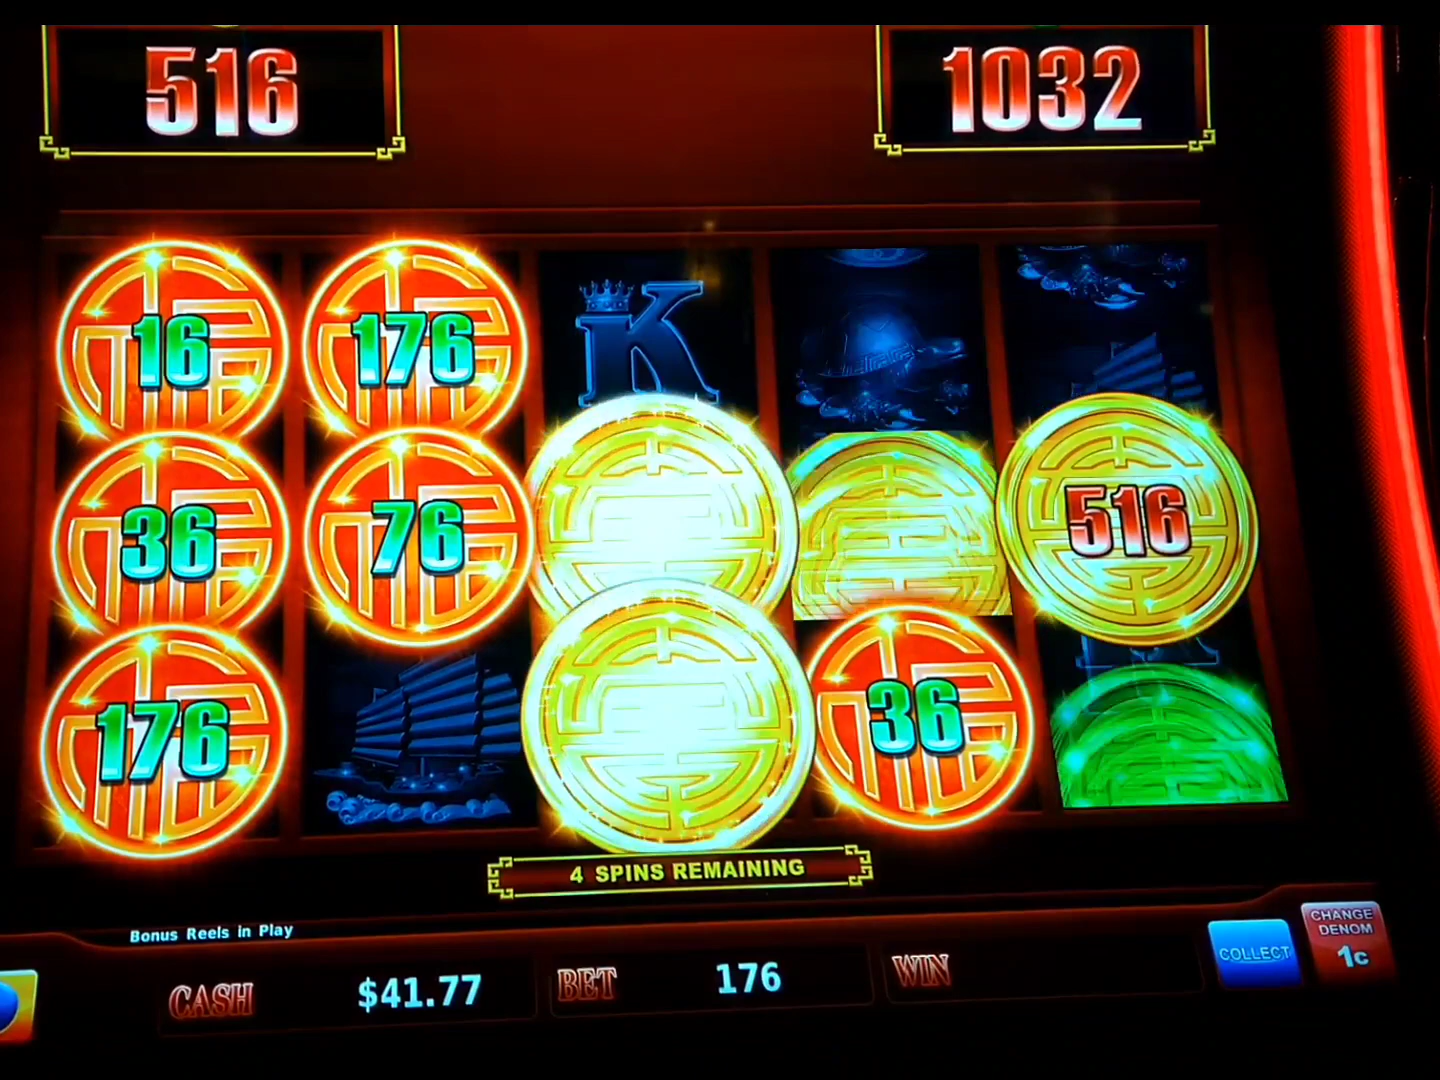 516
1032
16
176
K
36
76
516
176
36
4 SPINS REMAINING
Bonus Reels in Play
CASH $41.77 BET 176 WIN
COLLECT
CHANGE
DENOM
1c